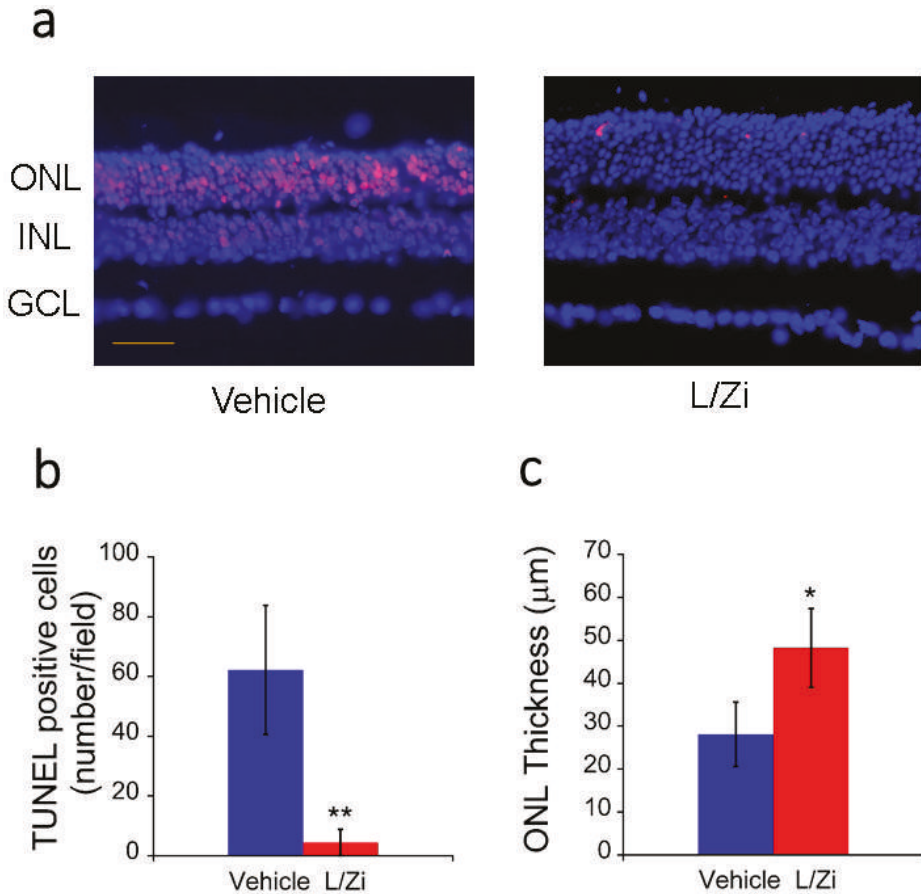 a
ONL
INL
GCL
Vehicle
L/Zi
b
TUNEL positive cells
(number/field)
100
80
60
40
20
0
**
Vehicle L/Zi
c
ONL Thickness (μm)
70
60
50
40
30
20
10
0
*
Vehicle L/Zi